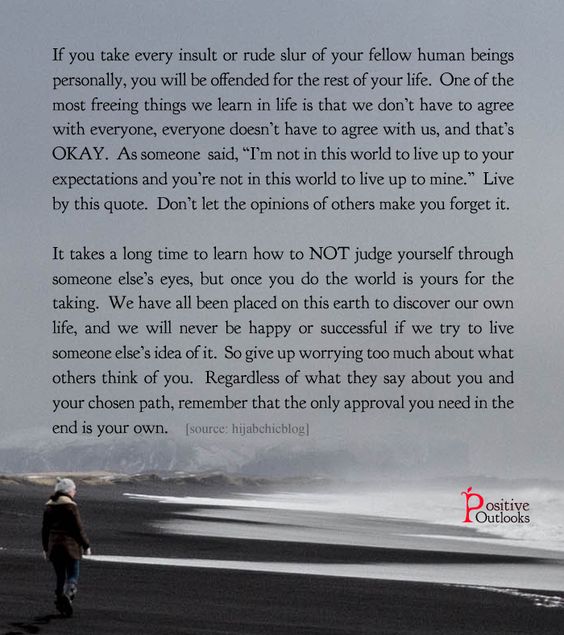 If you take every insult or rude slur of your fellow human beings
personally, you will be offended for the rest of your life. One of the
most freeing things we learn in life is that we don't have to agree
with everyone, everyone doesn't have to agree with us, and that's
OKAY. As someone said, "I'm not in this world to live up to your
expectations and you're not in this world to live up to mine." Live
by this quote. Don't let the opinions of others make you forget it.
It takes a long time to learn how to NOT judge yourself through
someone else's eyes, but once you do the world is yours for the
taking. We have all been placed on this earth to discover our own
life, and we will never be happy or successful if we try to live
someone else's idea of it. So give up worrying too much about what
others think of you. Regardless of what they say about you and
your chosen path, remember that the only approval you need in the
end is your own. [source: hijabchicblog]
Positive
Outlooks